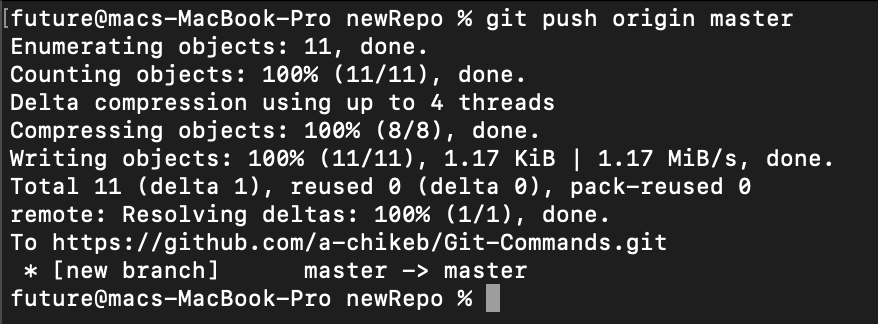 [future@macs-MacBook-Pro newRepo % git push origin master
Enumerating objects: 11, done.
Counting objects: 100% (11/11), done.
Delta compression using up to 4 threads
Compressing objects: 100% (8/8), done.
Writing objects: 100% (11/11), 1.17 KiB | 1.17 MiB/s, done.
Total 11 (delta 1), reused 0 (delta 0), pack-reused 0
remote: Resolving deltas: 100% (1/1), done.
To https://github.com/a-chikeb/Git-Commands.git
 * [new branch]      master -> master
future@macs-MacBook-Pro newRepo %